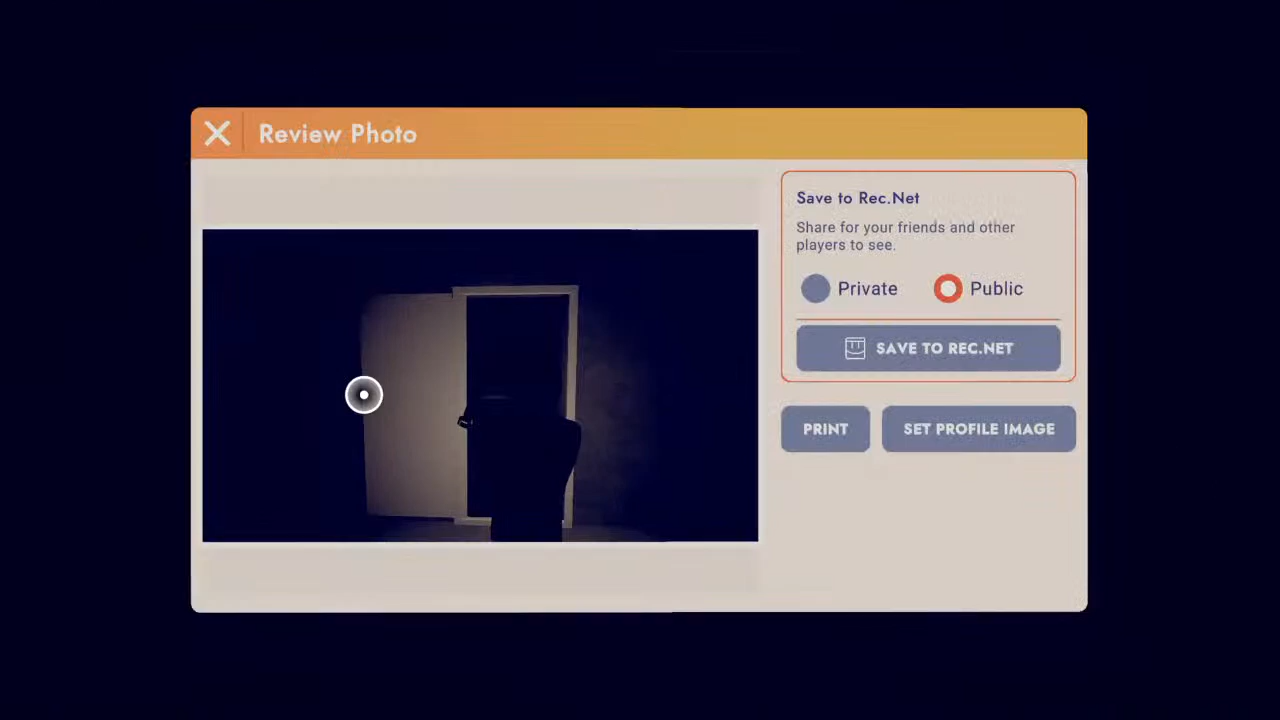 Review Photo
Save to Rec.Net
Share for your friends and other
players to see.
Private
Public
SAVE TO REC.NET
PRINT
SET PROFILE IMAGE